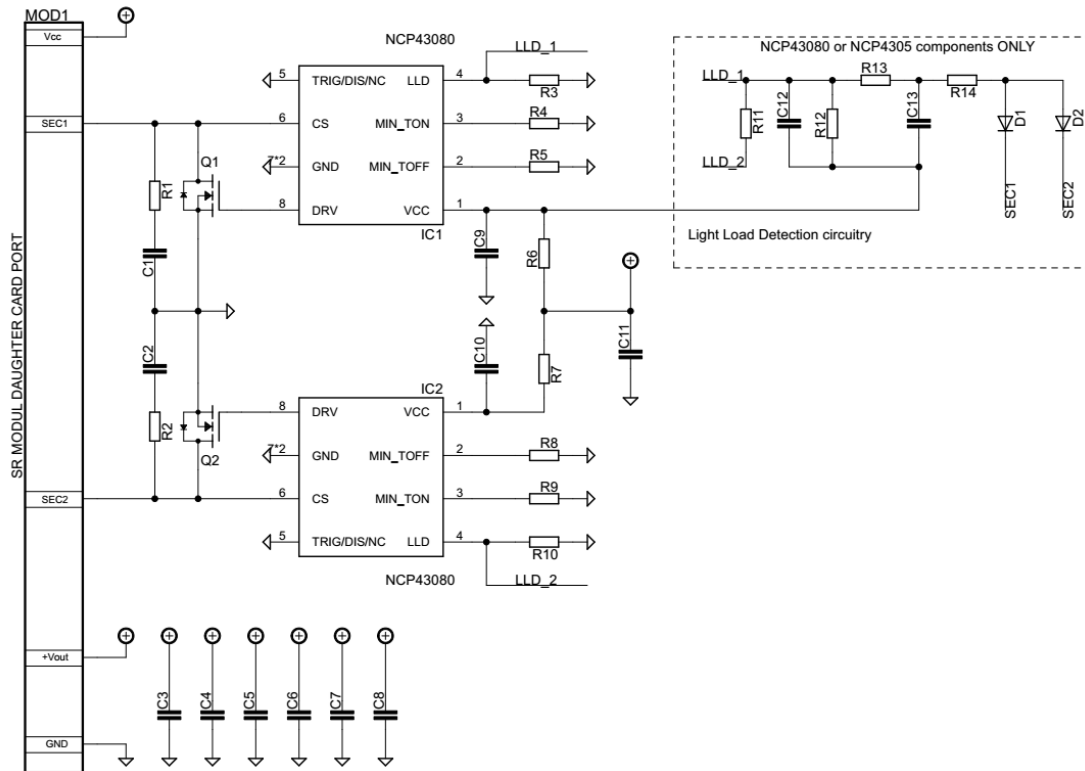 MOD1
Vcc
SEC1
SEC2
+Vout
GND
SR MODUL DAUGHTER CARD PORT
NCP43080
LLD_1
5 TRIG/DIS/NC LLD 4
R3
6 CS MIN_TON 3
R4
7*2 GND MIN_TOFF 2
R5
8 DRV VCC 1
IC1
Q1
R1
C1
C2
R2
Q2
C9
R6
C10
R7
C11
IC2
8 DRV VCC 1
7*2 GND MIN_TOFF 2
R8
6 CS MIN_TON 3
R9
5 TRIG/DIS/NC LLD 4
R10
NCP43080
LLD_2
C3
C4
C5
C6
C7
C8
NCP43080 or NCP4305 components ONLY
LLD_1
R13
R14
R11
C12
R12
C13
D1
D2
LLD_2
SEC1
SEC2
Light Load Detection circuitry